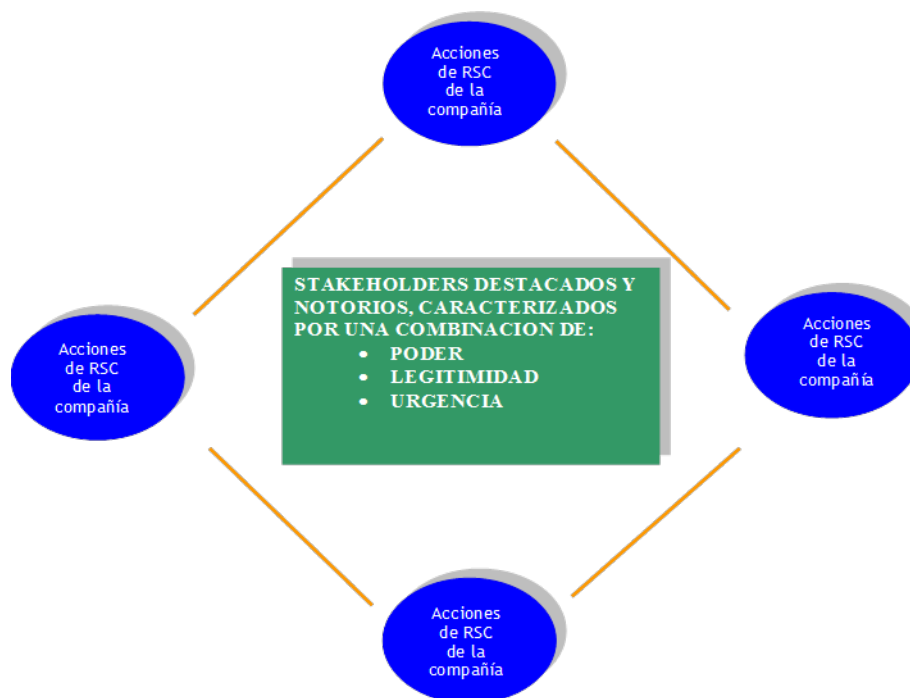 Acciones
de RSC
de la
compañía
STAKEHOLDERS DESTACADOS Y
NOTORIOS, CARACTERIZADOS
POR UNA COMBINACION DE:
• PODER
• LEGITIMIDAD
• URGENCIA
Acciones
de RSC
de la
compañía
Acciones
de RSC
de la
compañía
Acciones
de RSC
de la
compañía